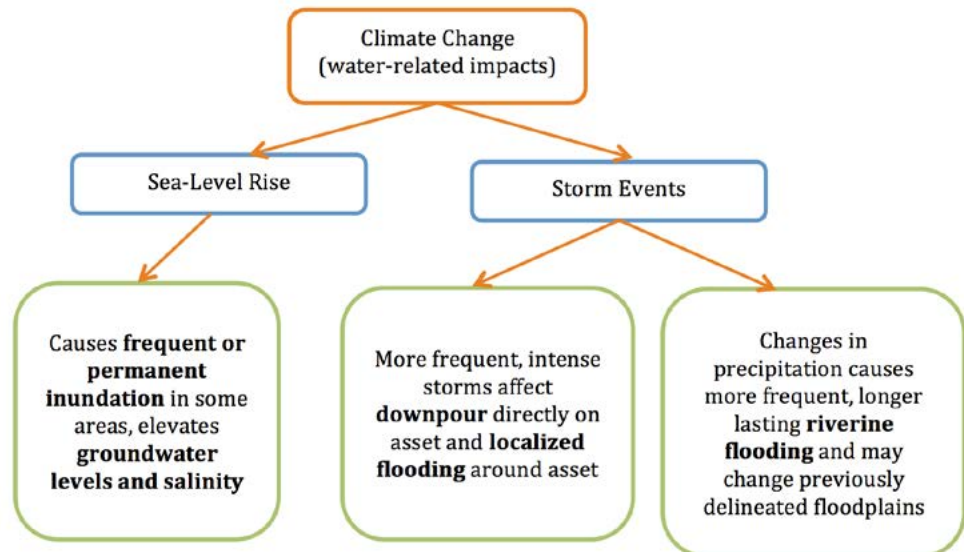 Climate Change
(water-related impacts)
Sea-Level Rise
Storm Events
Causes frequent or
permanent
inundation in some
areas, elevates
groundwater
levels and salinity
More frequent, intense
storms affect
downpour directly on
asset and localized
flooding around asset
Changes in
precipitation causes
more frequent, longer
lasting riverine
flooding and may
change previously
delineated floodplains